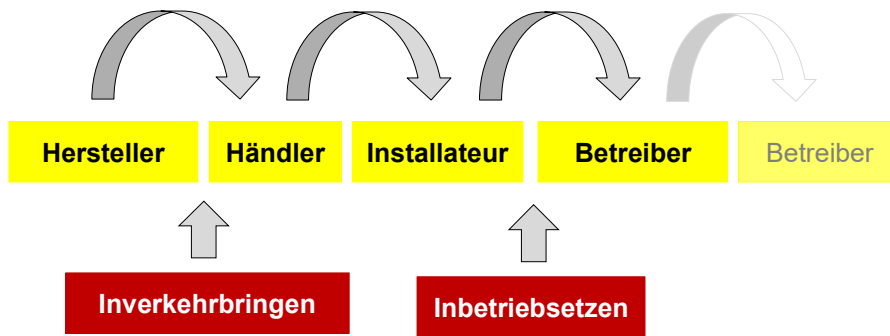 Hersteller
Händler
Installateur
Betreiber
Betreiber
Inverkehrbringen
Inbetriebsetzen